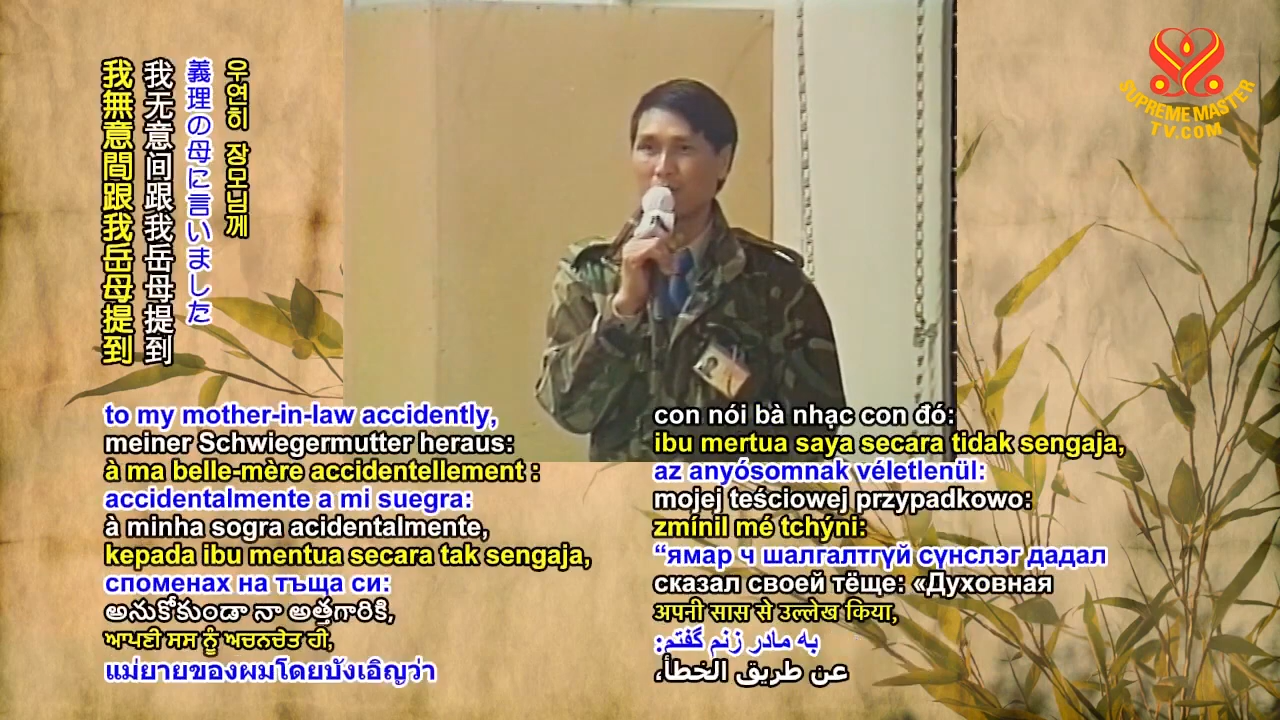 우연히 장모님께
義理の母に言いました
我无意间跟我岳母提到
我無意間跟我岳母提到
SUPREME MASTER
TV.COM
to my mother-in-law accidently,
meiner Schwiegermutter heraus:
à ma belle-mère accidentellement :
accidentalmente a mi suegra:
à minha sogra acidentalmente,
kepada ibu mentua secara tak sengaja,
споменах на тъща си:
అనుకోకుండా నా అత్తగారికి,
ਆਪਣੀ ਸਸ ਨੂੰ ਅਚਨਚੇਤ ਹੀ,
แม่ยายของผมโดยบังเอิญว่า
con nói bà nhạc con đó:
ibu mertua saya secara tidak sengaja,
az anyósomnak véletlenül:
mojej teściowej przypadkowo:
zmínil mé tchýni:
“ямар ч шалгалтгүй сүнслэг дадал
сказал своей тёще: «Духовная
अपनी सास से उल्लेख किया,
به مادر زنم گفتم:
عن طريق الخطأ،